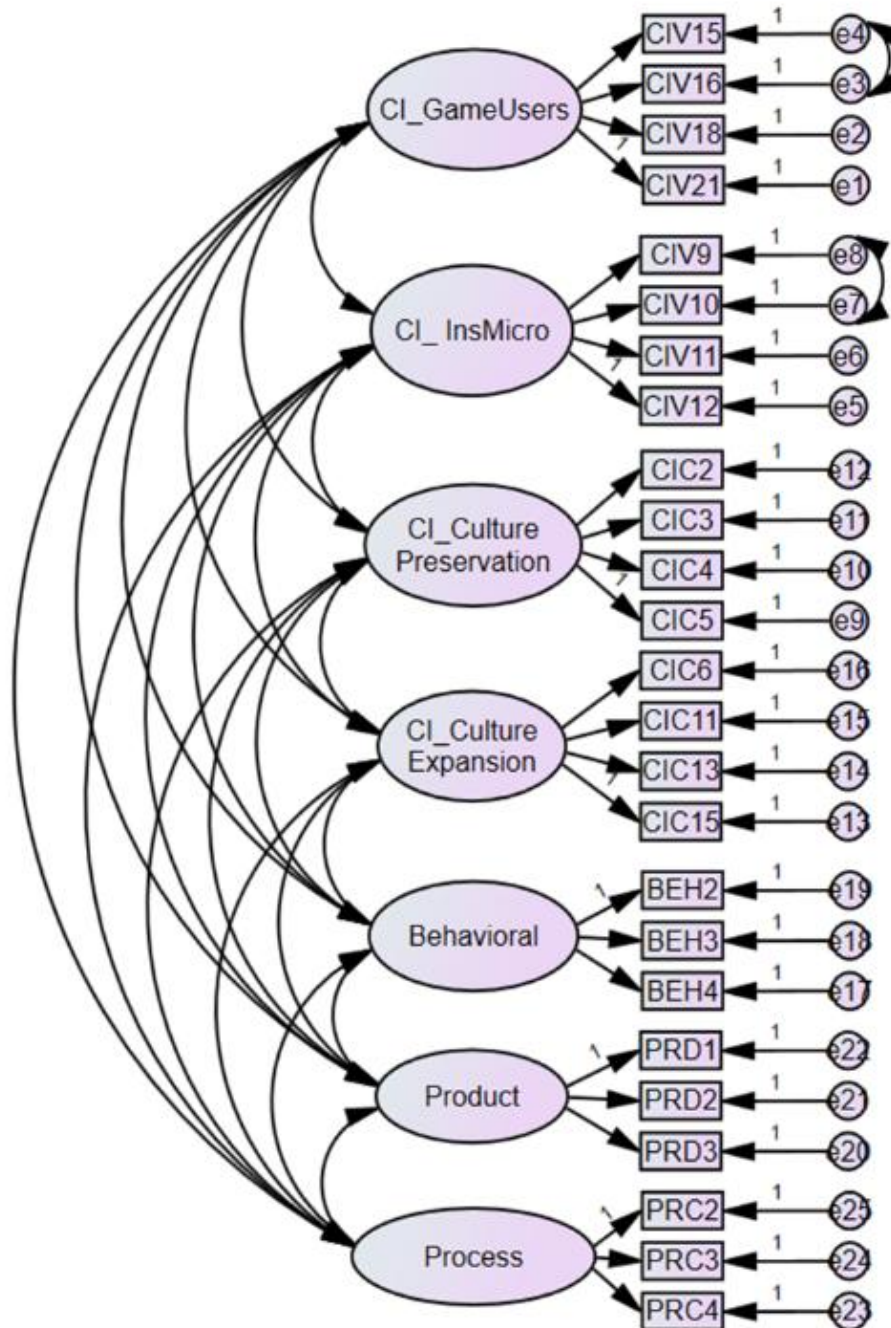 CIV15 1 e4
CIV16 1 e3
CI_GameUsers
CIV18 1 e2
1
CIV21 1 e1
CIV9 1 e8
CIV10 1 e7
CI_ InsMicro
CIV11 1 e6
1
CIV12 1 e5
CIC2 1 e12
CIC3 1 e11
CI_Culture
Preservation
CIC4 1 e10
1
CIC5 1 e9
CIC6 1 e16
CIC11 1 e15
CI_Culture
Expansion
CIC13 1 e14
1
CIC15 1 e13
1
BEH2 1 e19
Behavioral
BEH3 1 e18
BEH4 1 e17
1
PRD1 1 e22
Product
PRD2 1 e21
PRD3 1 e20
1
PRC2 1 e25
Process
PRC3 1 e24
PRC4 1 e23